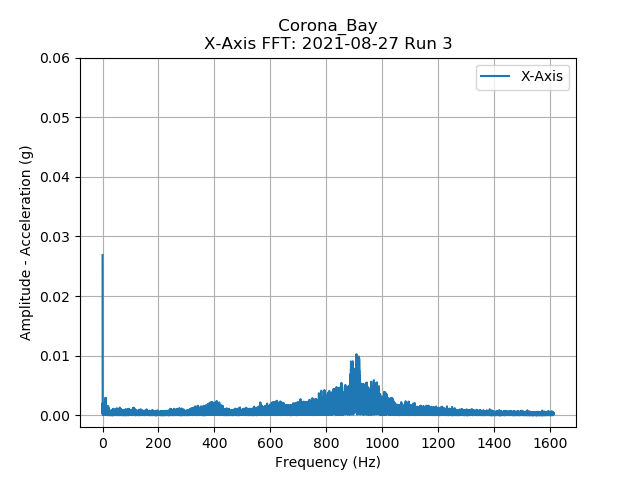 Corona_Bay
X-Axis FFT: 2021-08-27 Run 3
X-Axis
0.06
0.05
0.04
0.03
0.02
0.01
0.00
Amplitude - Acceleration (g)
0 200 400 600 800 1000 1200 1400 1600
Frequency (Hz)